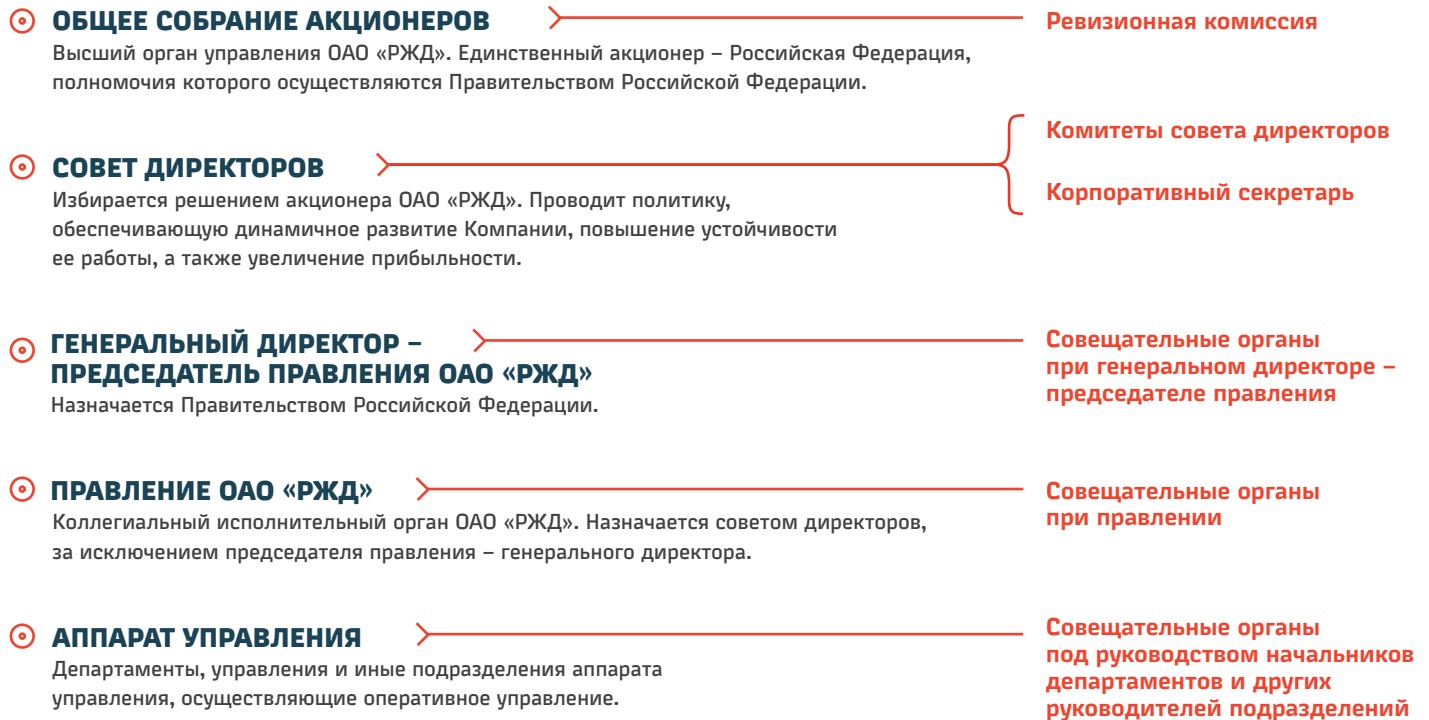 ОБЩЕЕ СОБРАНИЕ АКЦИОНЕРОВ
Ревизионная комиссия
Высший орган управления ОАО «РЖД». Единственный акционер – Российская Федерация,
полномочия которого осуществляются Правительством Российской Федерации.
СОВЕТ ДИРЕКТОРОВ
Комитеты совета директоров
Корпоративный секретарь
Избирается решением акционера ОАО «РЖД». Проводит политику,
обеспечивающую динамичное развитие Компании, повышение устойчивости
ее работы, а также увеличение прибыльности.
ГЕНЕРАЛЬНЫЙ ДИРЕКТОР –
ПРЕДСЕДАТЕЛЬ ПРАВЛЕНИЯ ОАО «РЖД»
Назначается Правительством Российской Федерации.
Совещательные органы
при генеральном директоре –
председателе правления
ПРАВЛЕНИЕ ОАО «РЖД»
Коллегиальный исполнительный орган ОАО «РЖД». Назначается советом директоров,
за исключением председателя правления – генерального директора.
Совещательные органы
при правлении
АППАРАТ УПРАВЛЕНИЯ
Департаменты, управления и иные подразделения аппарата
управления, осуществляющие оперативное управление.
Совещательные органы
под руководством начальников
департаментов и других
руководителей подразделений